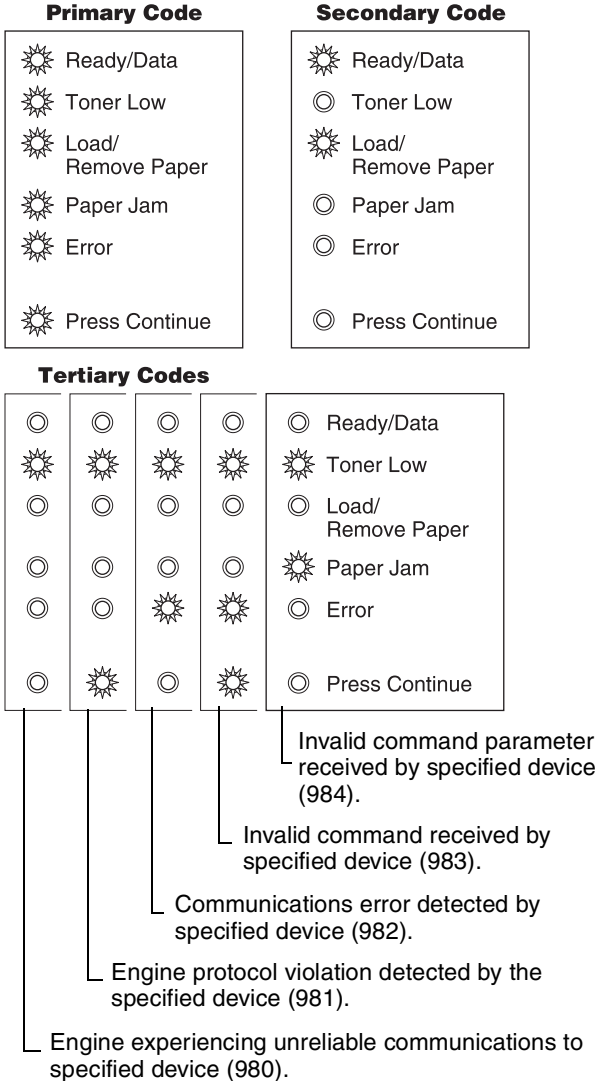 Primary Code
Secondary Code
Ready/Data
Toner Low
Load/
Remove Paper
Paper Jam
Error
Press Continue
Ready/Data
Toner Low
Load/
Remove Paper
Paper Jam
Error
Press Continue
Tertiary Codes
Ready/Data
Toner Low
Load/
Remove Paper
Paper Jam
Error
Press Continue
Invalid command parameter
received by specified device
(984).
Invalid command received by
specified device (983).
Communications error detected by
specified device (982).
Engine protocol violation detected by the
specified device (981).
Engine experiencing unreliable communications to
specified device (980).